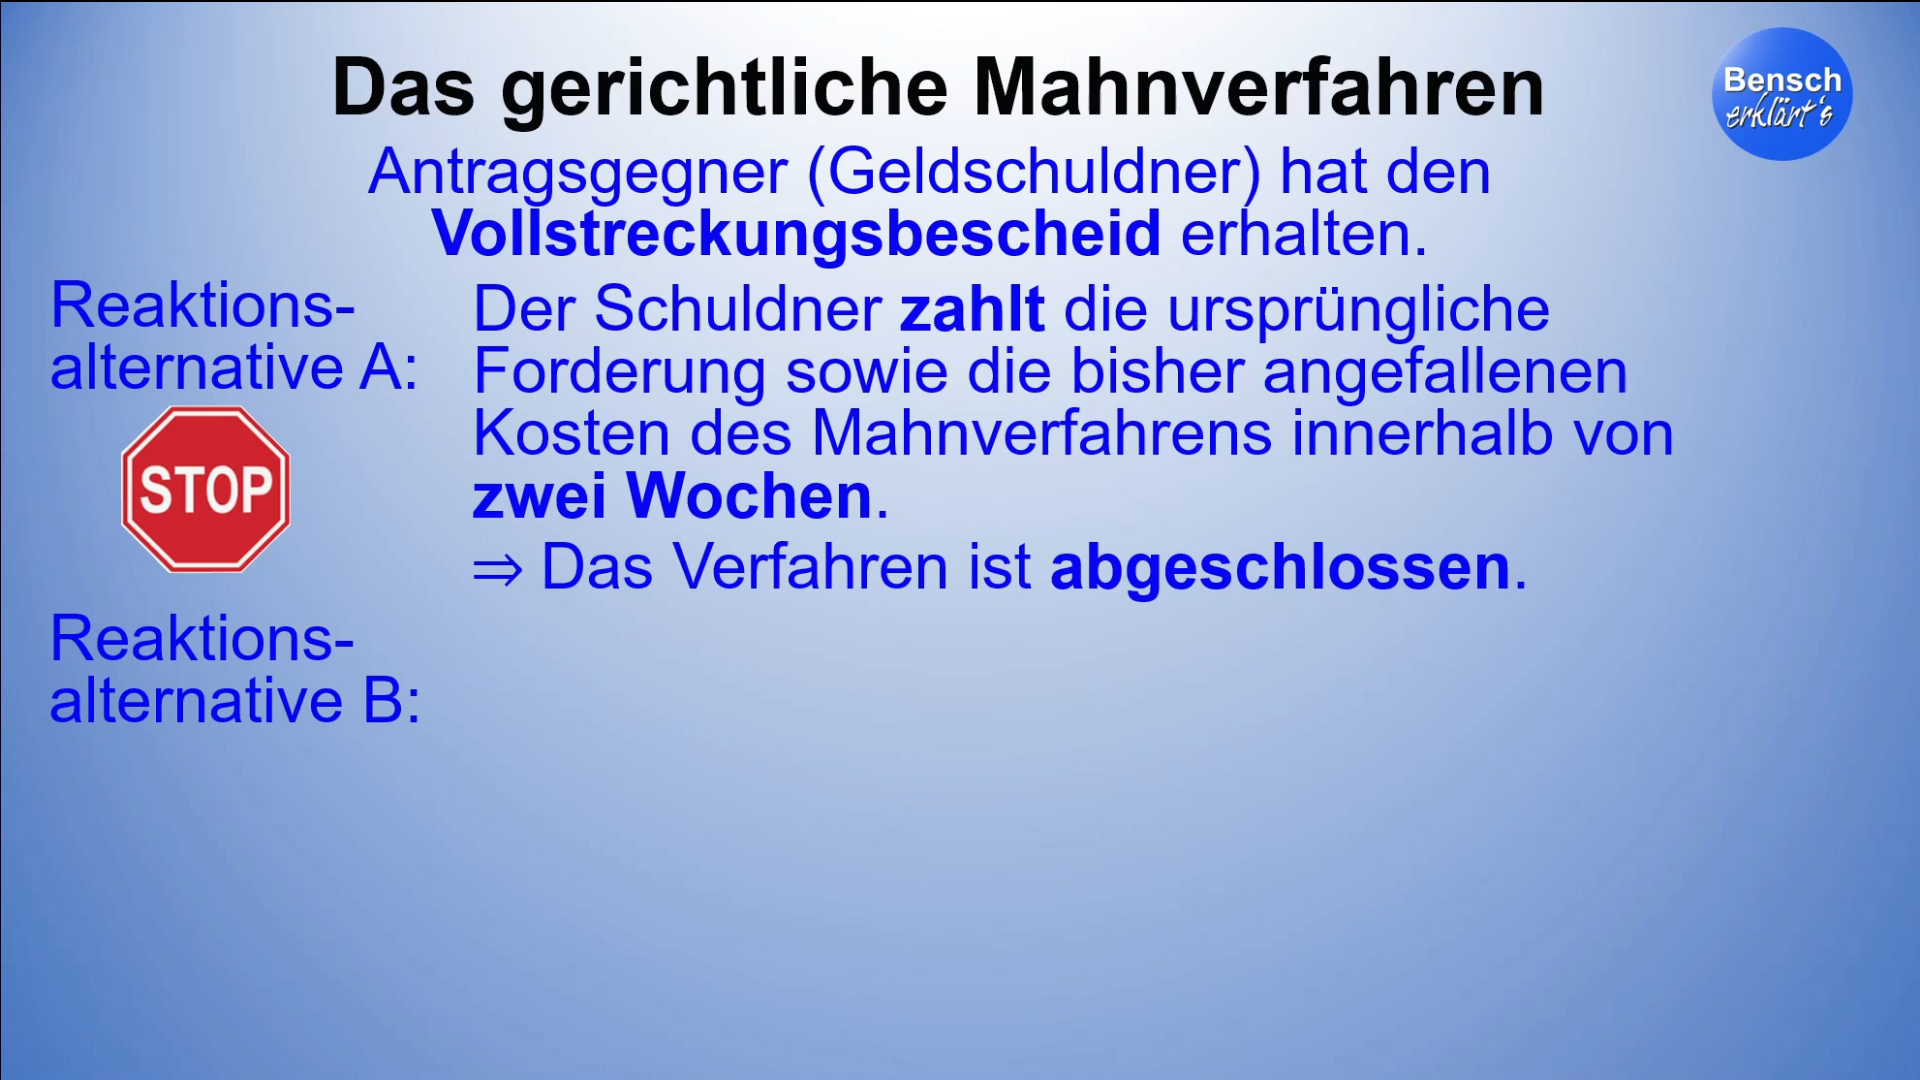 Das gerichtliche Mahnverfahren
Bensch
erklärt's
Antragsgegner (Geldschuldner) hat den
Vollstreckungsbescheid erhalten.
Reaktions-
alternative A:
STOP
Der Schuldner zahlt die ursprüngliche
Forderung sowie die bisher angefallenen
Kosten des Mahnverfahrens innerhalb von
zwei Wochen.
⇒ Das Verfahren ist abgeschlossen.
Reaktions-
alternative B: